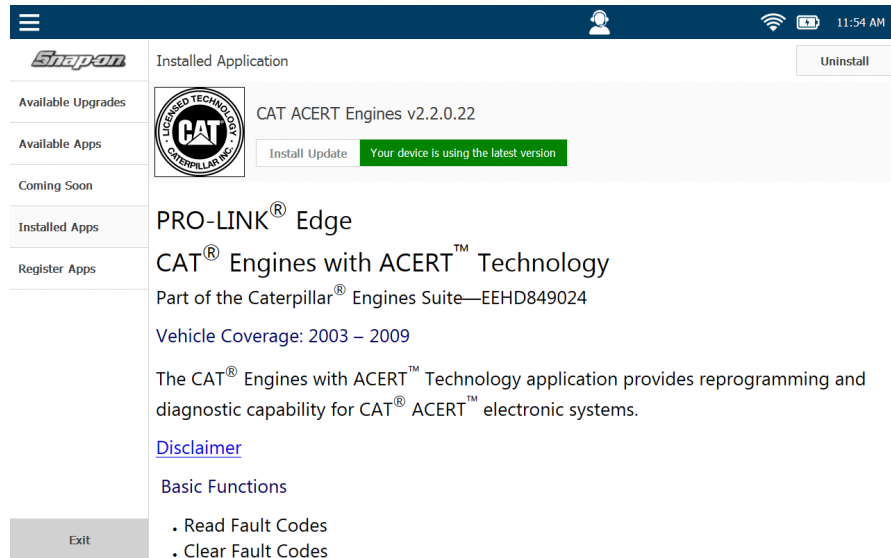 11:54 AM
Snap-on
Installed Application
Uninstall
Available Upgrades
Available Apps
Coming Soon
Installed Apps
Register Apps
Exit
LICENSED TECHNOLOGY
CAT
CATERPILLAR INC.
CAT ACERT Engines v2.2.0.22
Install Update
Your device is using the latest version
PRO-LINK® Edge
CAT® Engines with ACERT™ Technology
Part of the Caterpillar® Engines Suite—EEHD849024
Vehicle Coverage: 2003 – 2009
The CAT® Engines with ACERT™ Technology application provides reprogramming and
diagnostic capability for CAT® ACERT™ electronic systems.
Disclaimer
Basic Functions
• Read Fault Codes
• Clear Fault Codes